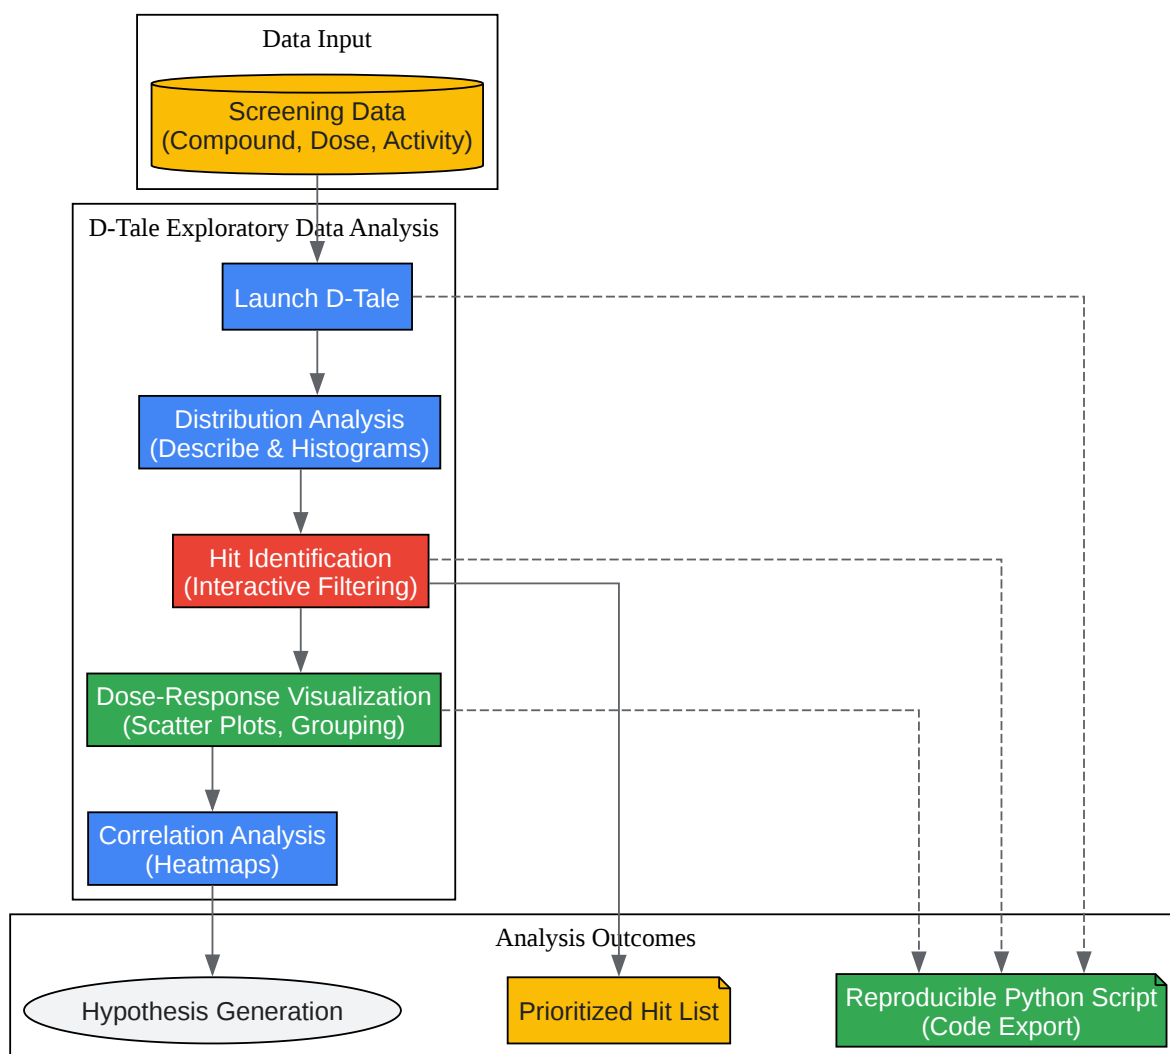 Data Input
Screening Data
(Compound, Dose, Activity)
D-Tale Exploratory Data Analysis
Launch D-Tale
Distribution Analysis
(Describe & Histograms)
Hit Identification
(Interactive Filtering)
Dose-Response Visualization
(Scatter Plots, Grouping)
Correlation Analysis
(Heatmaps)
Analysis Outcomes
Hypothesis Generation
Prioritized Hit List
Reproducible Python Script
(Code Export)